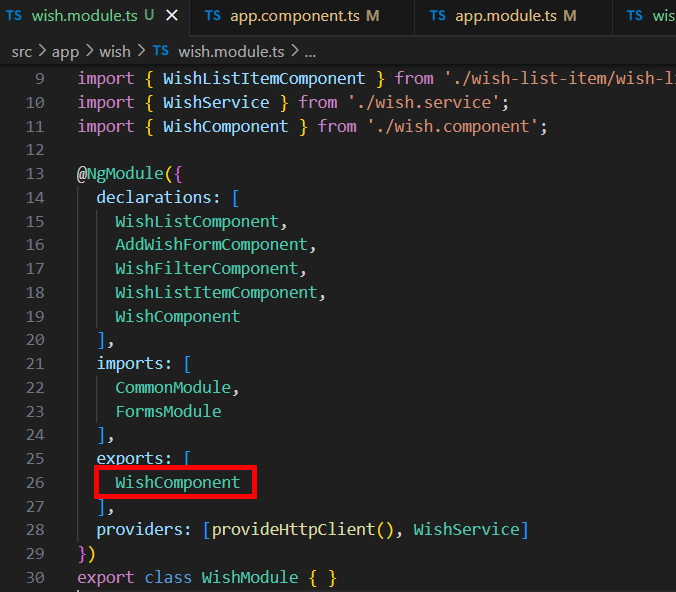 TS wish.module.ts U X TS app.component.ts M TS app.module.ts M TS
src > app > wish > TS wish.module.ts > ...
9 import { WishListItemComponent } from './wish-list-item/
10 import { WishService } from './wish.service';
11 import { WishComponent } from './wish.component';
12
13 @NgModule({
14 declarations: [
15 WishListComponent,
16 AddWishFormComponent,
17 WishFilterComponent,
18 WishListItemComponent,
19 WishComponent
20 ],
21 imports: [
22 CommonModule,
23 FormsModule
24 ],
25 exports: [
26 WishComponent
27 ],
28 providers: [provideHttpClient(), WishService]
29 })
30 export class WishModule { }